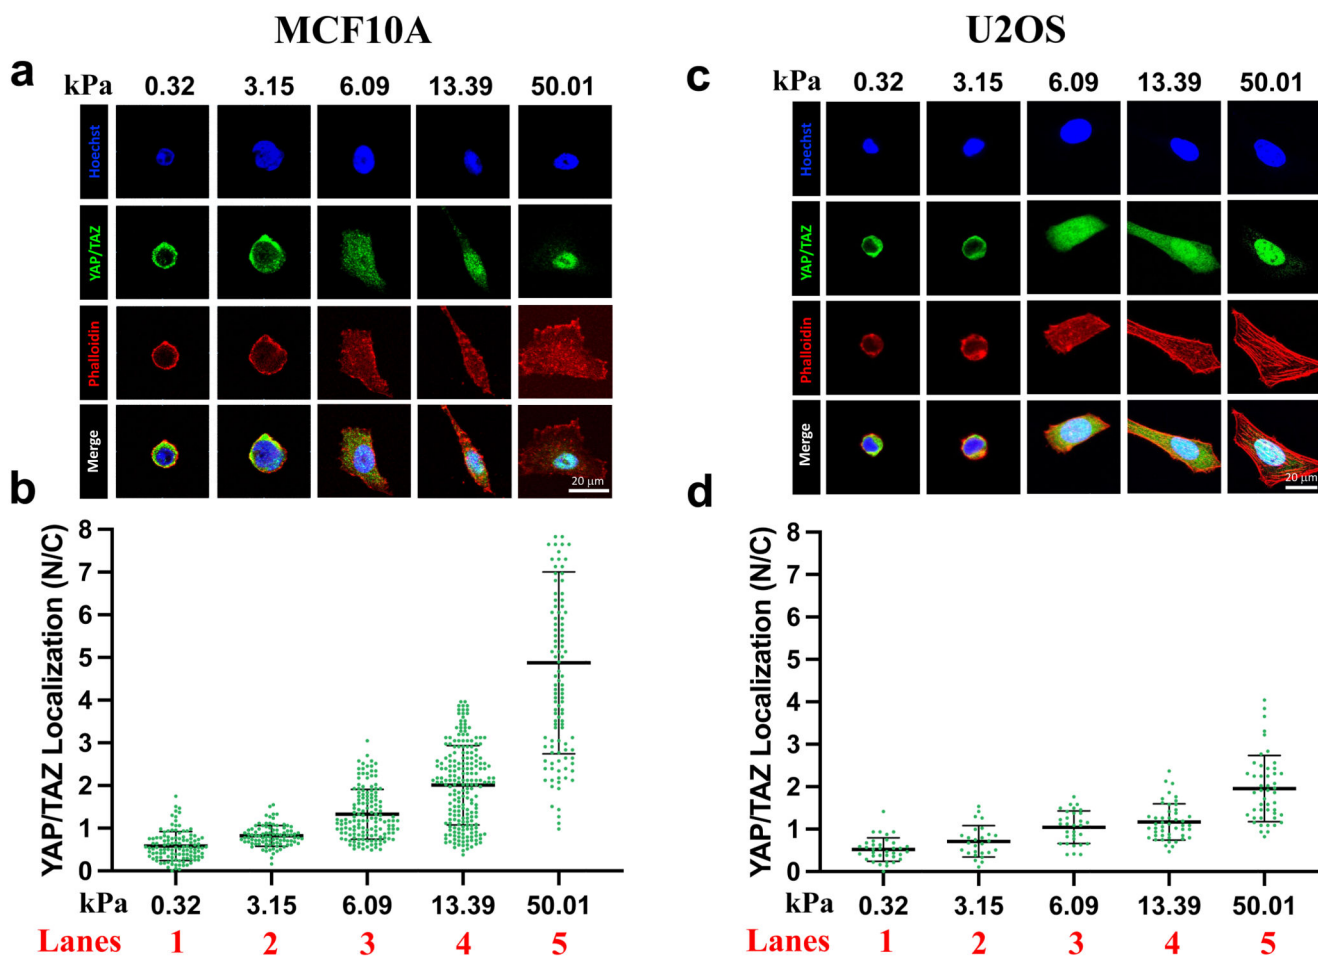 MCF10A
U2OS
a
kPa 0.32 3.15 6.09 13.39 50.01
Hoechst
YAP/TAZ
Phalloidin
Merge
20 µm
b
YAP/TAZ Localization (N/C)
8
7
6
5
4
3
2
1
0
kPa 0.32 3.15 6.09 13.39 50.01
Lanes 1 2 3 4 5
c
kPa 0.32 3.15 6.09 13.39 50.01
Hoechst
YAP/TAZ
Phalloidin
Merge
20 µm
d
YAP/TAZ Localization (N/C)
8
7
6
5
4
3
2
1
0
kPa 0.32 3.15 6.09 13.39 50.01
Lanes 1 2 3 4 5